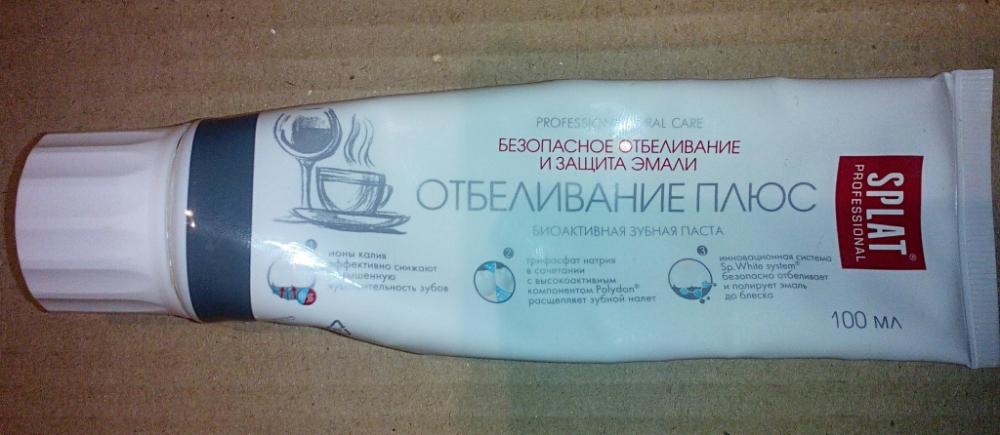 PROFESSIONAL ORAL CARE
БЕЗОПАСНОЕ ОТБЕЛИВАНИЕ
И ЗАЩИТА ЭМАЛИ
ОТБЕЛИВАНИЕ ПЛЮС
БИОАКТИВНАЯ ЗУБНАЯ ПАСТА
ионы калия
эффективно снижают
повышенную
чувствительность зубов
2
трифосфат натрия
в сочетании
с высокоактивным
компонентом Polydon®
расщепляет зубной налет
3
инновационная система
Sp.White system®
безопасно отбеливает
и полирует эмаль
до блеска
SPLAT®
PROFESSIONAL
100 МЛ